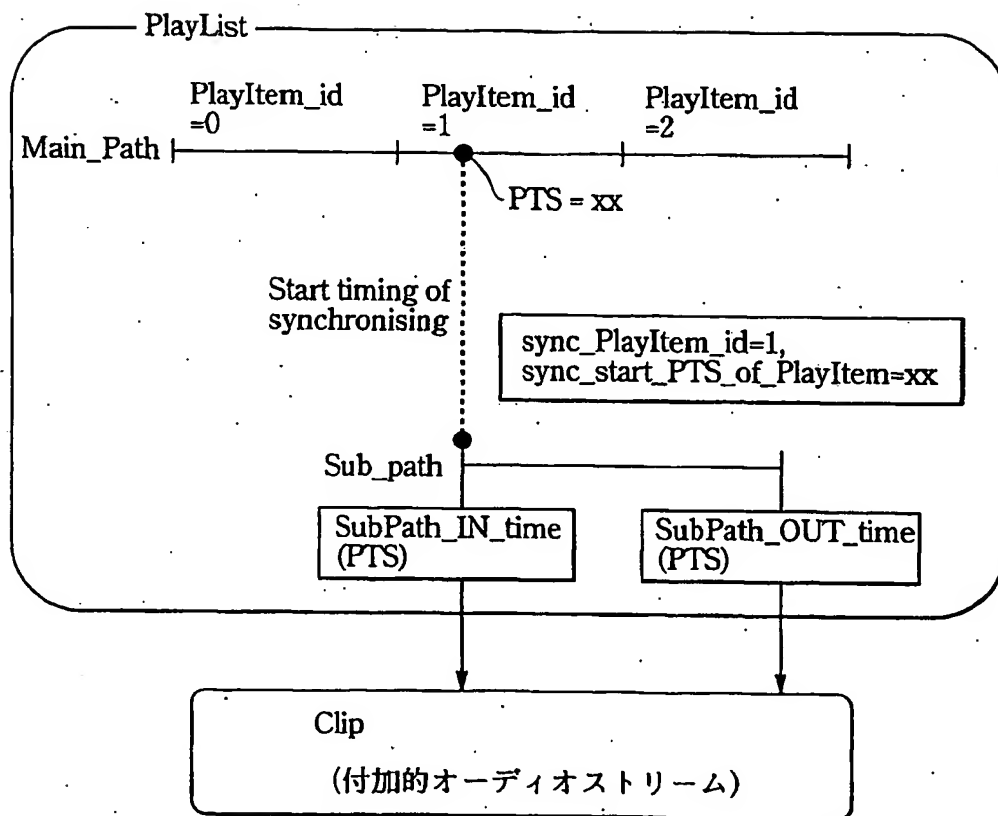 PlayList
PlayItem_id
=0
PlayItem_id
=1
PlayItem_id
=2
Main_Path
PTS = xx
Start timing of
synchronising
sync_PlayItem_id=1,
sync_start_PTS_of_PlayItem=xx
Sub_path
SubPath_IN_time
(PTS)
SubPath_OUT_time
(PTS)
Clip
(付加的オーディオストリーム)